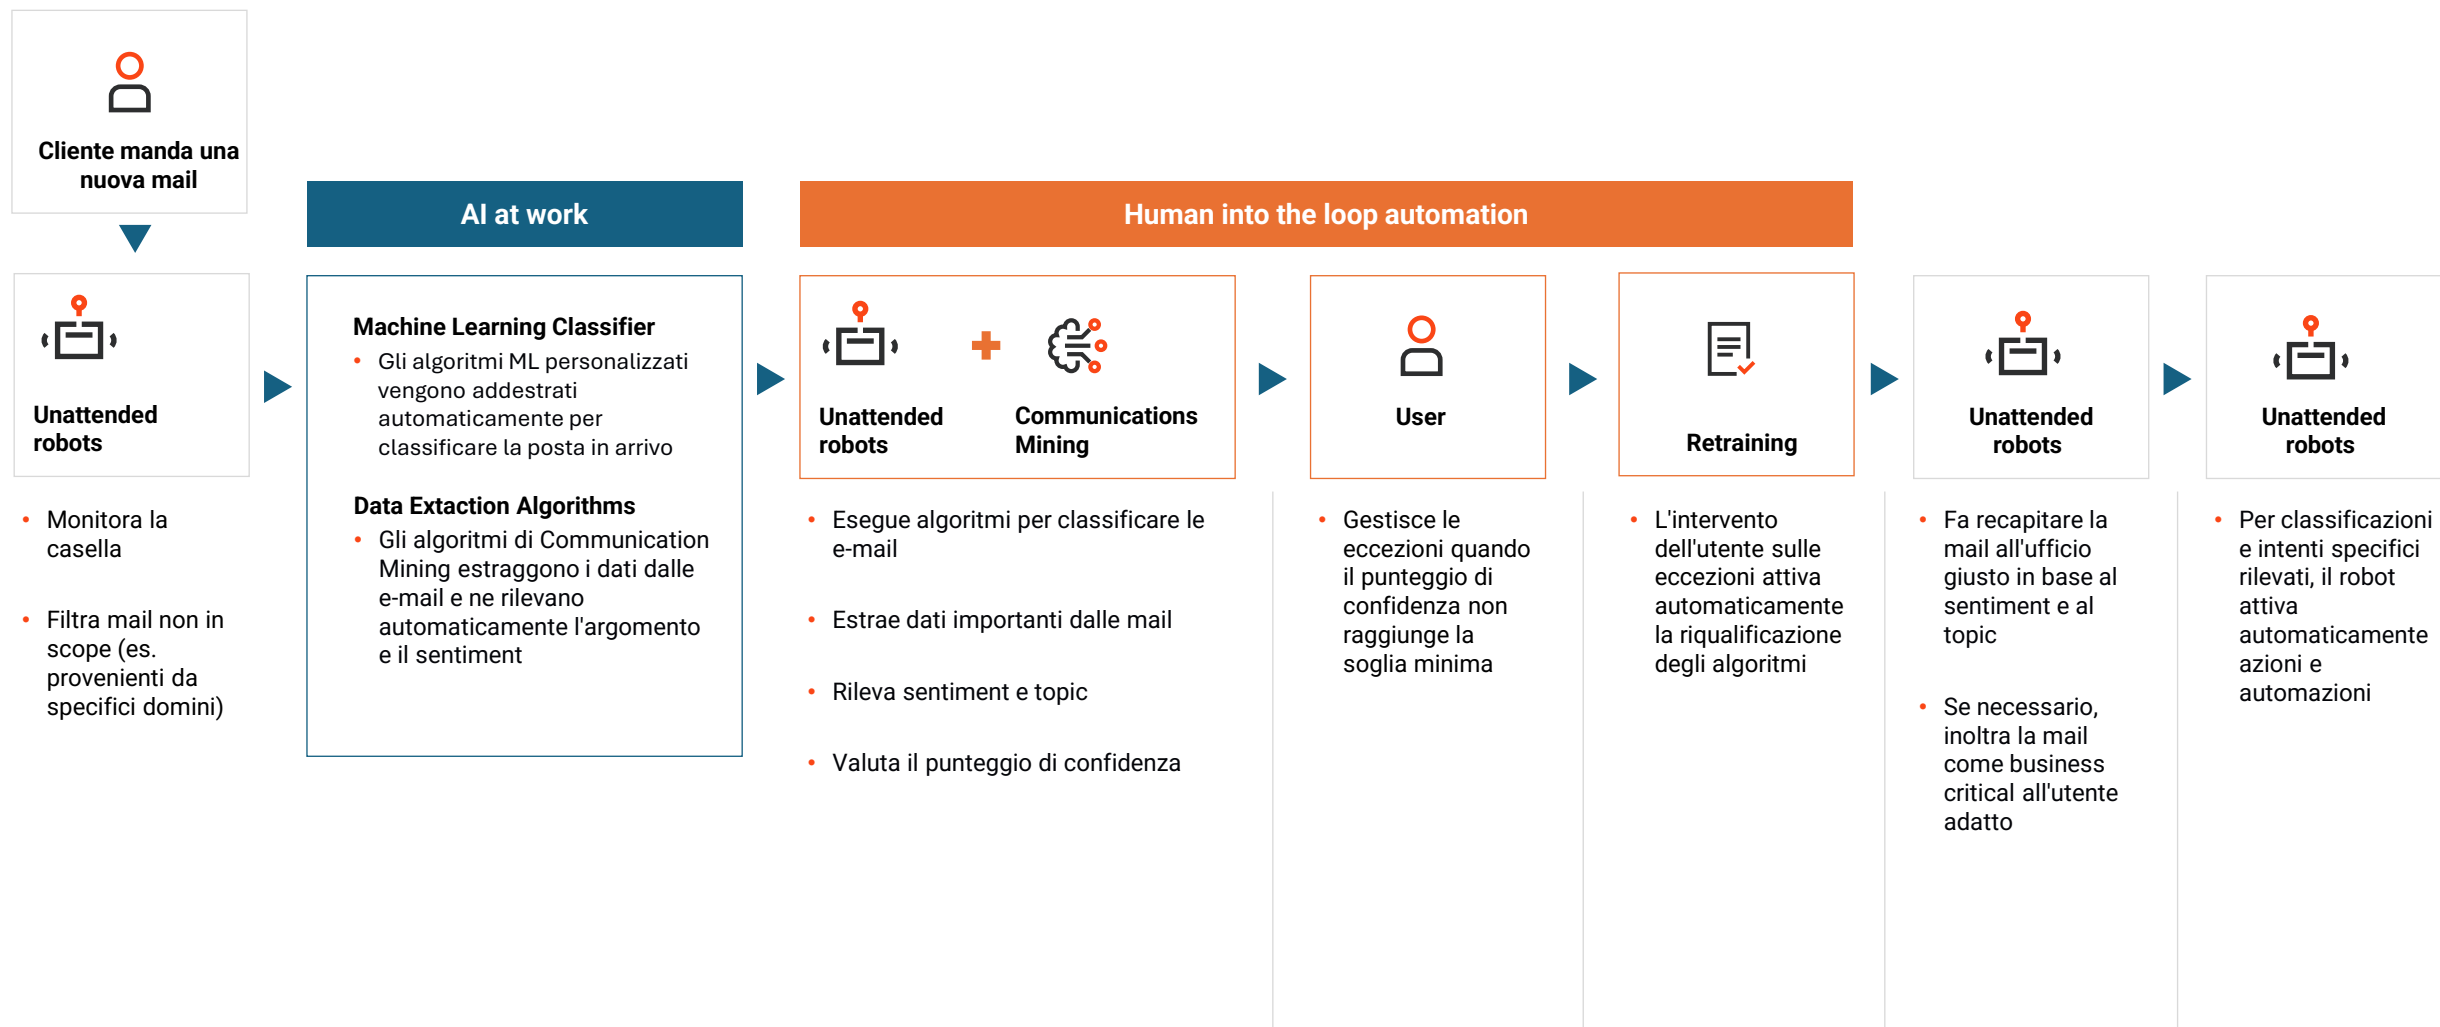 Cliente manda una
nuova mail
AI at work
Human into the loop automation
Unattended
robots
• Monitora la
casella
• Filtra mail non in
scope (es.
provenienti da
specifici domini)
Machine Learning Classifier
• Gli algoritmi ML personalizzati
vengono addestrati
automaticamente per
classificare la posta in arrivo
Data Extaction Algorithms
• Gli algoritmi di Communication
Mining estraggono i dati dalle
e-mail e ne rilevano
automaticamente l'argomento
e il sentiment
Unattended
robots
Communications
Mining
• Esegue algoritmi per classificare le
e-mail
• Estrae dati importanti dalle mail
• Rileva sentiment e topic
• Valuta il punteggio di confidenza
User
• Gestisce le
eccezioni quando
il punteggio di
confidenza non
raggiunge la
soglia minima
Retraining
• L'intervento
dell'utente sulle
eccezioni attiva
automaticamente
la riqualificazione
degli algoritmi
Unattended
robots
• Fa recapitare la
mail all'ufficio
giusto in base al
sentiment e al
topic
• Se necessario,
inoltra la mail
come business
critical all'utente
adatto
Unattended
robots
• Per classificazioni
e intenti specifici
rilevati, il robot
attiva
automaticamente
azioni e
automazioni